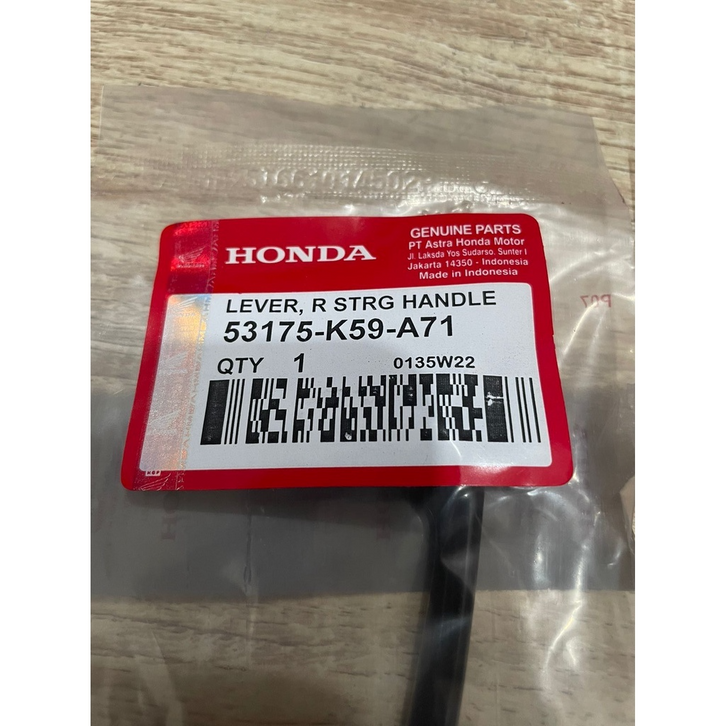 HONDA
GENUINE PARTS
PT Astra Honda Motor
Jl. Laksda Yos Sudarso. Sunter I
Jakarta 14350 - Indonesia
Made in Indonesia
LEVER, R STRG HANDLE
53175-K59-A71
QTY 1 0135W22
P07